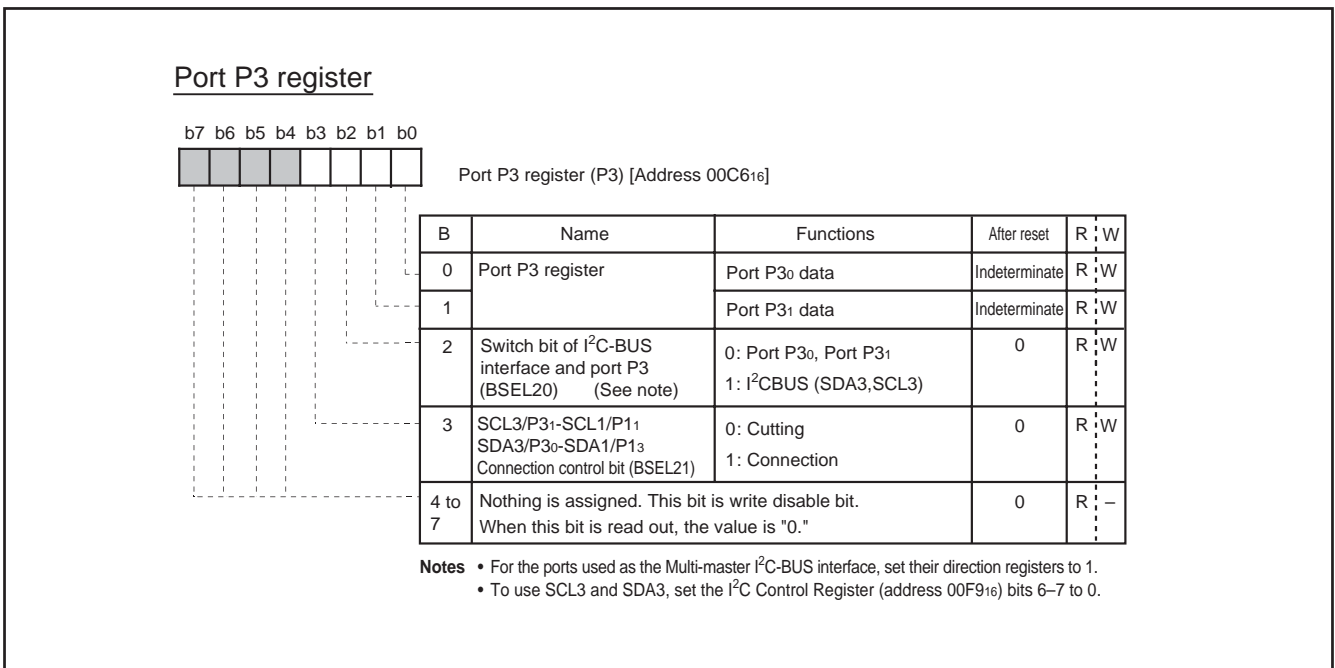 Port P3 register
b7 b6 b5 b4 b3 b2 b1 b0
Port P3 register (P3) [Address 00C6₁₆]
B Name Functions After reset R W
0 Port P3 register Port P3₀ data Indeterminate R W
1 Port P3₁ data Indeterminate R W
2 Switch bit of I²C-BUS 0: Port P3₀, Port P3₁ 0 R W
interface and port P3
(BSEL20) (See note) 1: I²CBUS (SDA3,SCL3)
3 SCL3/P3₁-SCL1/P1₁ 0: Cutting 0 R W
SDA3/P3₀-SDA1/P1₃
Connection control bit (BSEL21) 1: Connection
4 to Nothing is assigned. This bit is write disable bit. 0 R –
7 When this bit is read out, the value is "0."
Notes • For the ports used as the Multi-master I²C-BUS interface, set their direction registers to 1.
• To use SCL3 and SDA3, set the I²C Control Register (address 00F9₁₆) bits 6–7 to 0.